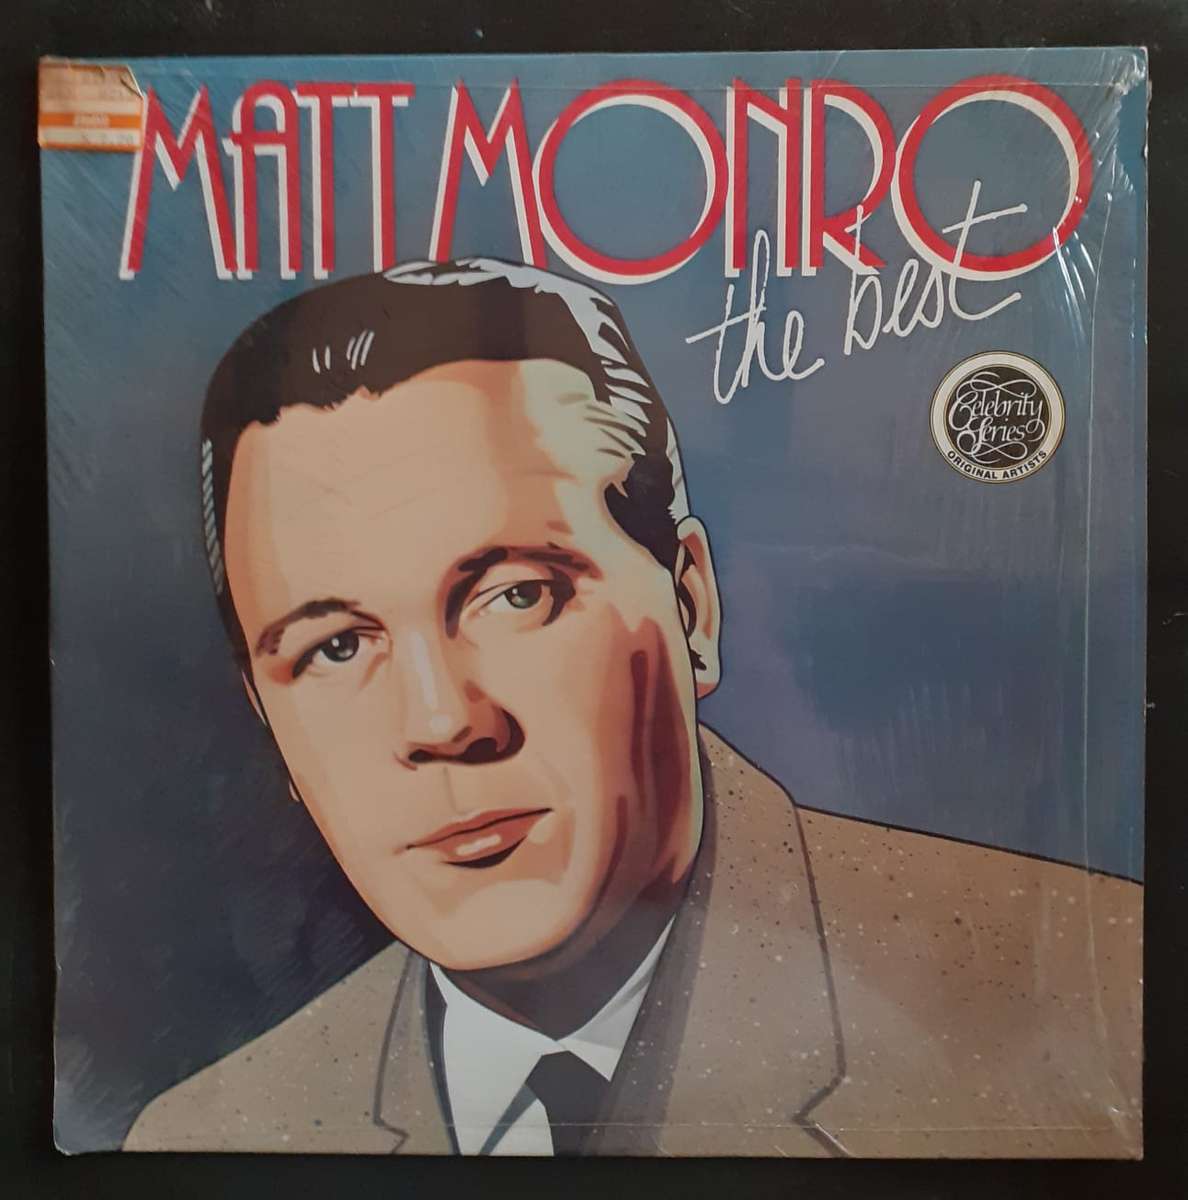 MATT MONRO
the best
Celebrity
Series
ORIGINAL ARTISTS